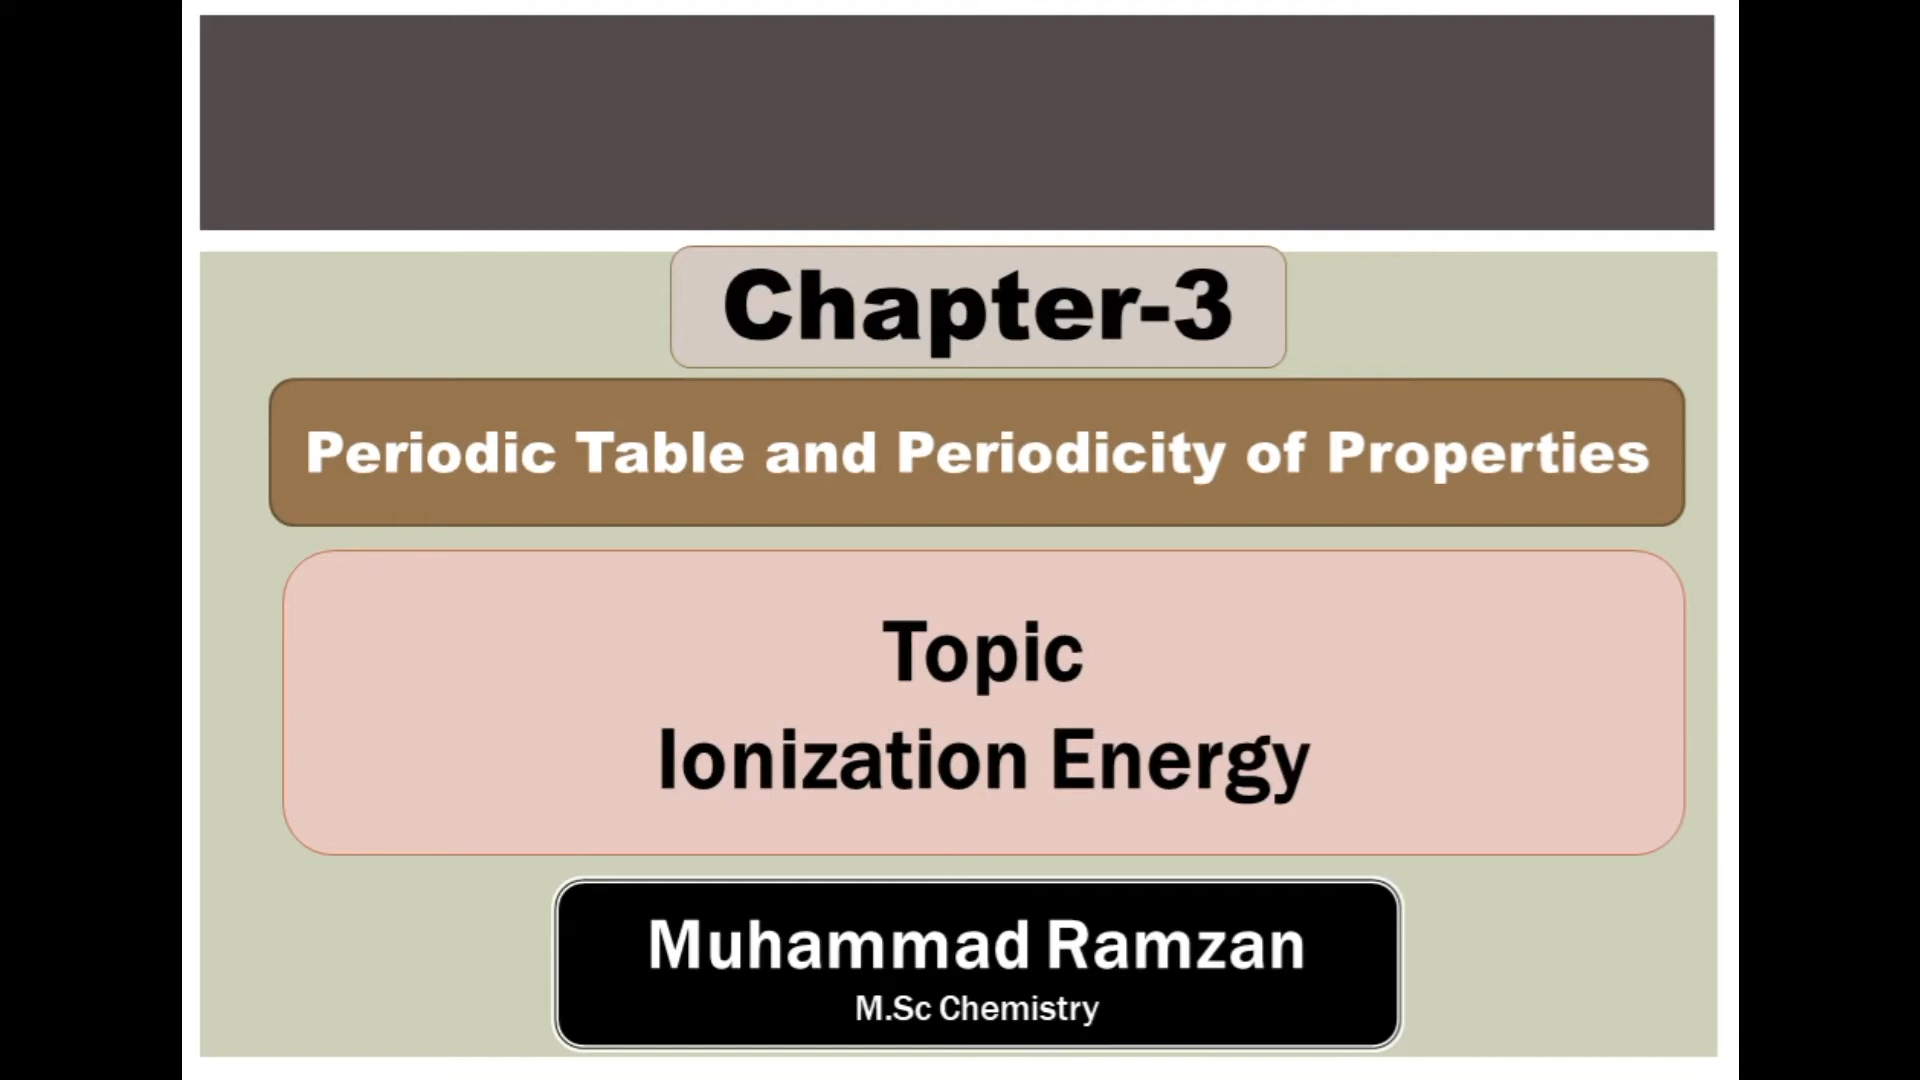 Chapter-3
Periodic Table and Periodicity of Properties
Topic
Ionization Energy
Muhammad Ramzan
M.Sc Chemistry